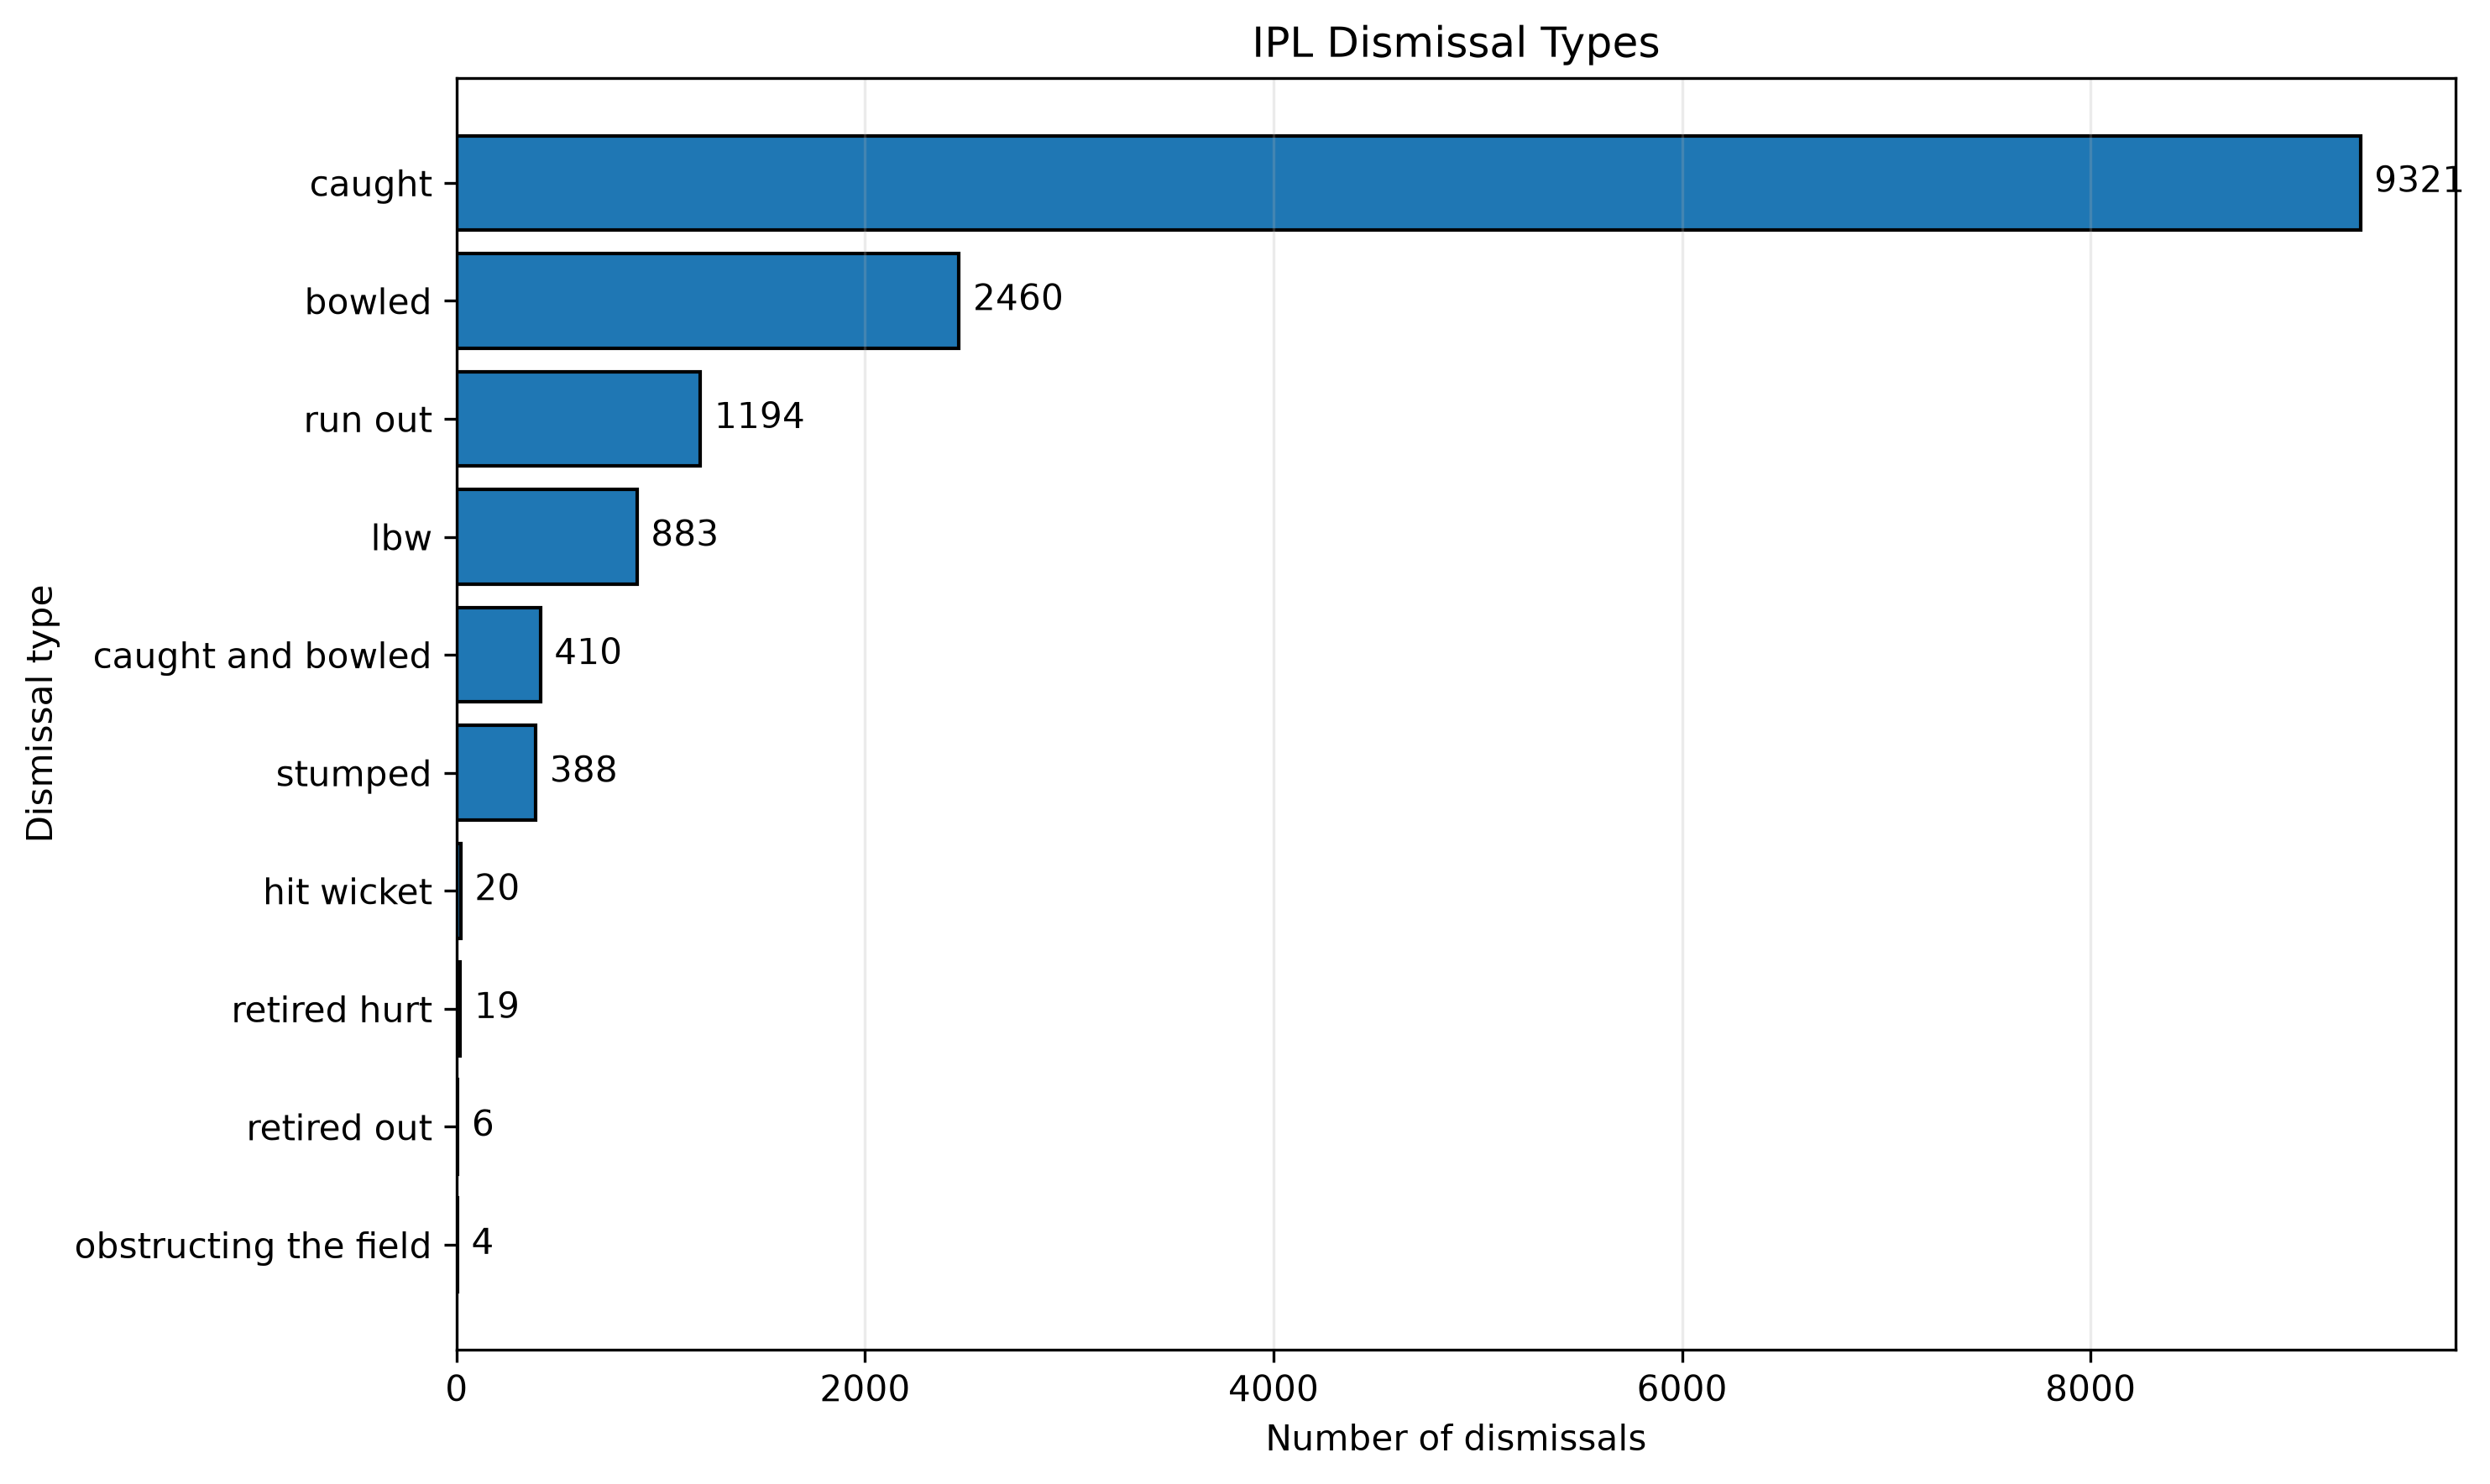 IPL Dismissal Types
caught 9321
bowled 2460
run out 1194
lbw 883
caught and bowled 410
stumped 388
hit wicket 20
retired hurt 19
retired out 6
obstructing the field 4
Dismissal type
0 2000 4000 6000 8000
Number of dismissals